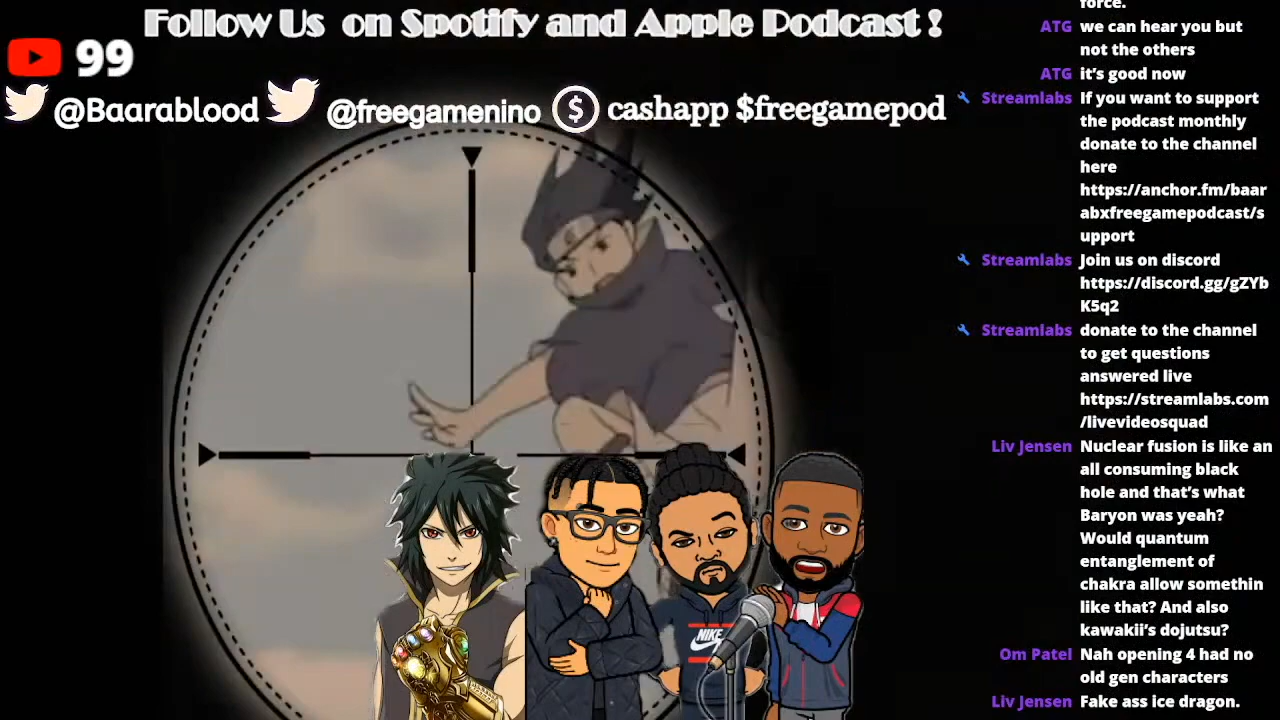 Follow Us on Spotify and Apple Podcast !
99
@Baarablood
@freegamenino
$
cashapp $freegamepod
NIKE
force.
ATG we can hear you but
not the others
ATG it's good now
Streamlabs If you want to support
the podcast monthly
donate to the channel
here
https://anchor.fm/baar
abxfreegamepodcast/s
upport
Streamlabs Join us on discord
https://discord.gg/gZYb
K5q2
Streamlabs donate to the channel
to get questions
answered live
https://streamlabs.com
/livevideosquad
Liv Jensen Nuclear fusion is like an
all consuming black
hole and that's what
Baryon was yeah?
Would quantum
entanglement of
chakra allow somethin
like that? And also
kawakii's dojutsu?
Om Patel Nah opening 4 had no
old gen characters
Liv Jensen Fake ass ice dragon.